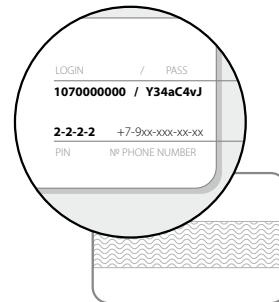 LOGIN / PASS
1070000000 / Y34aC4vJ
2-2-2-2 +7-9xx-xxx-xx-xx
PIN № PHONE NUMBER